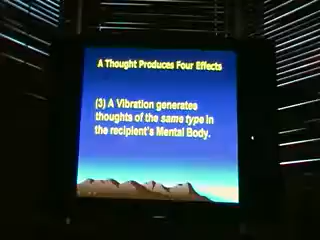 A Thought Produces Four Effects
(3) A Vibration generates
thoughts of the same type in
the recipient's Mental Body.